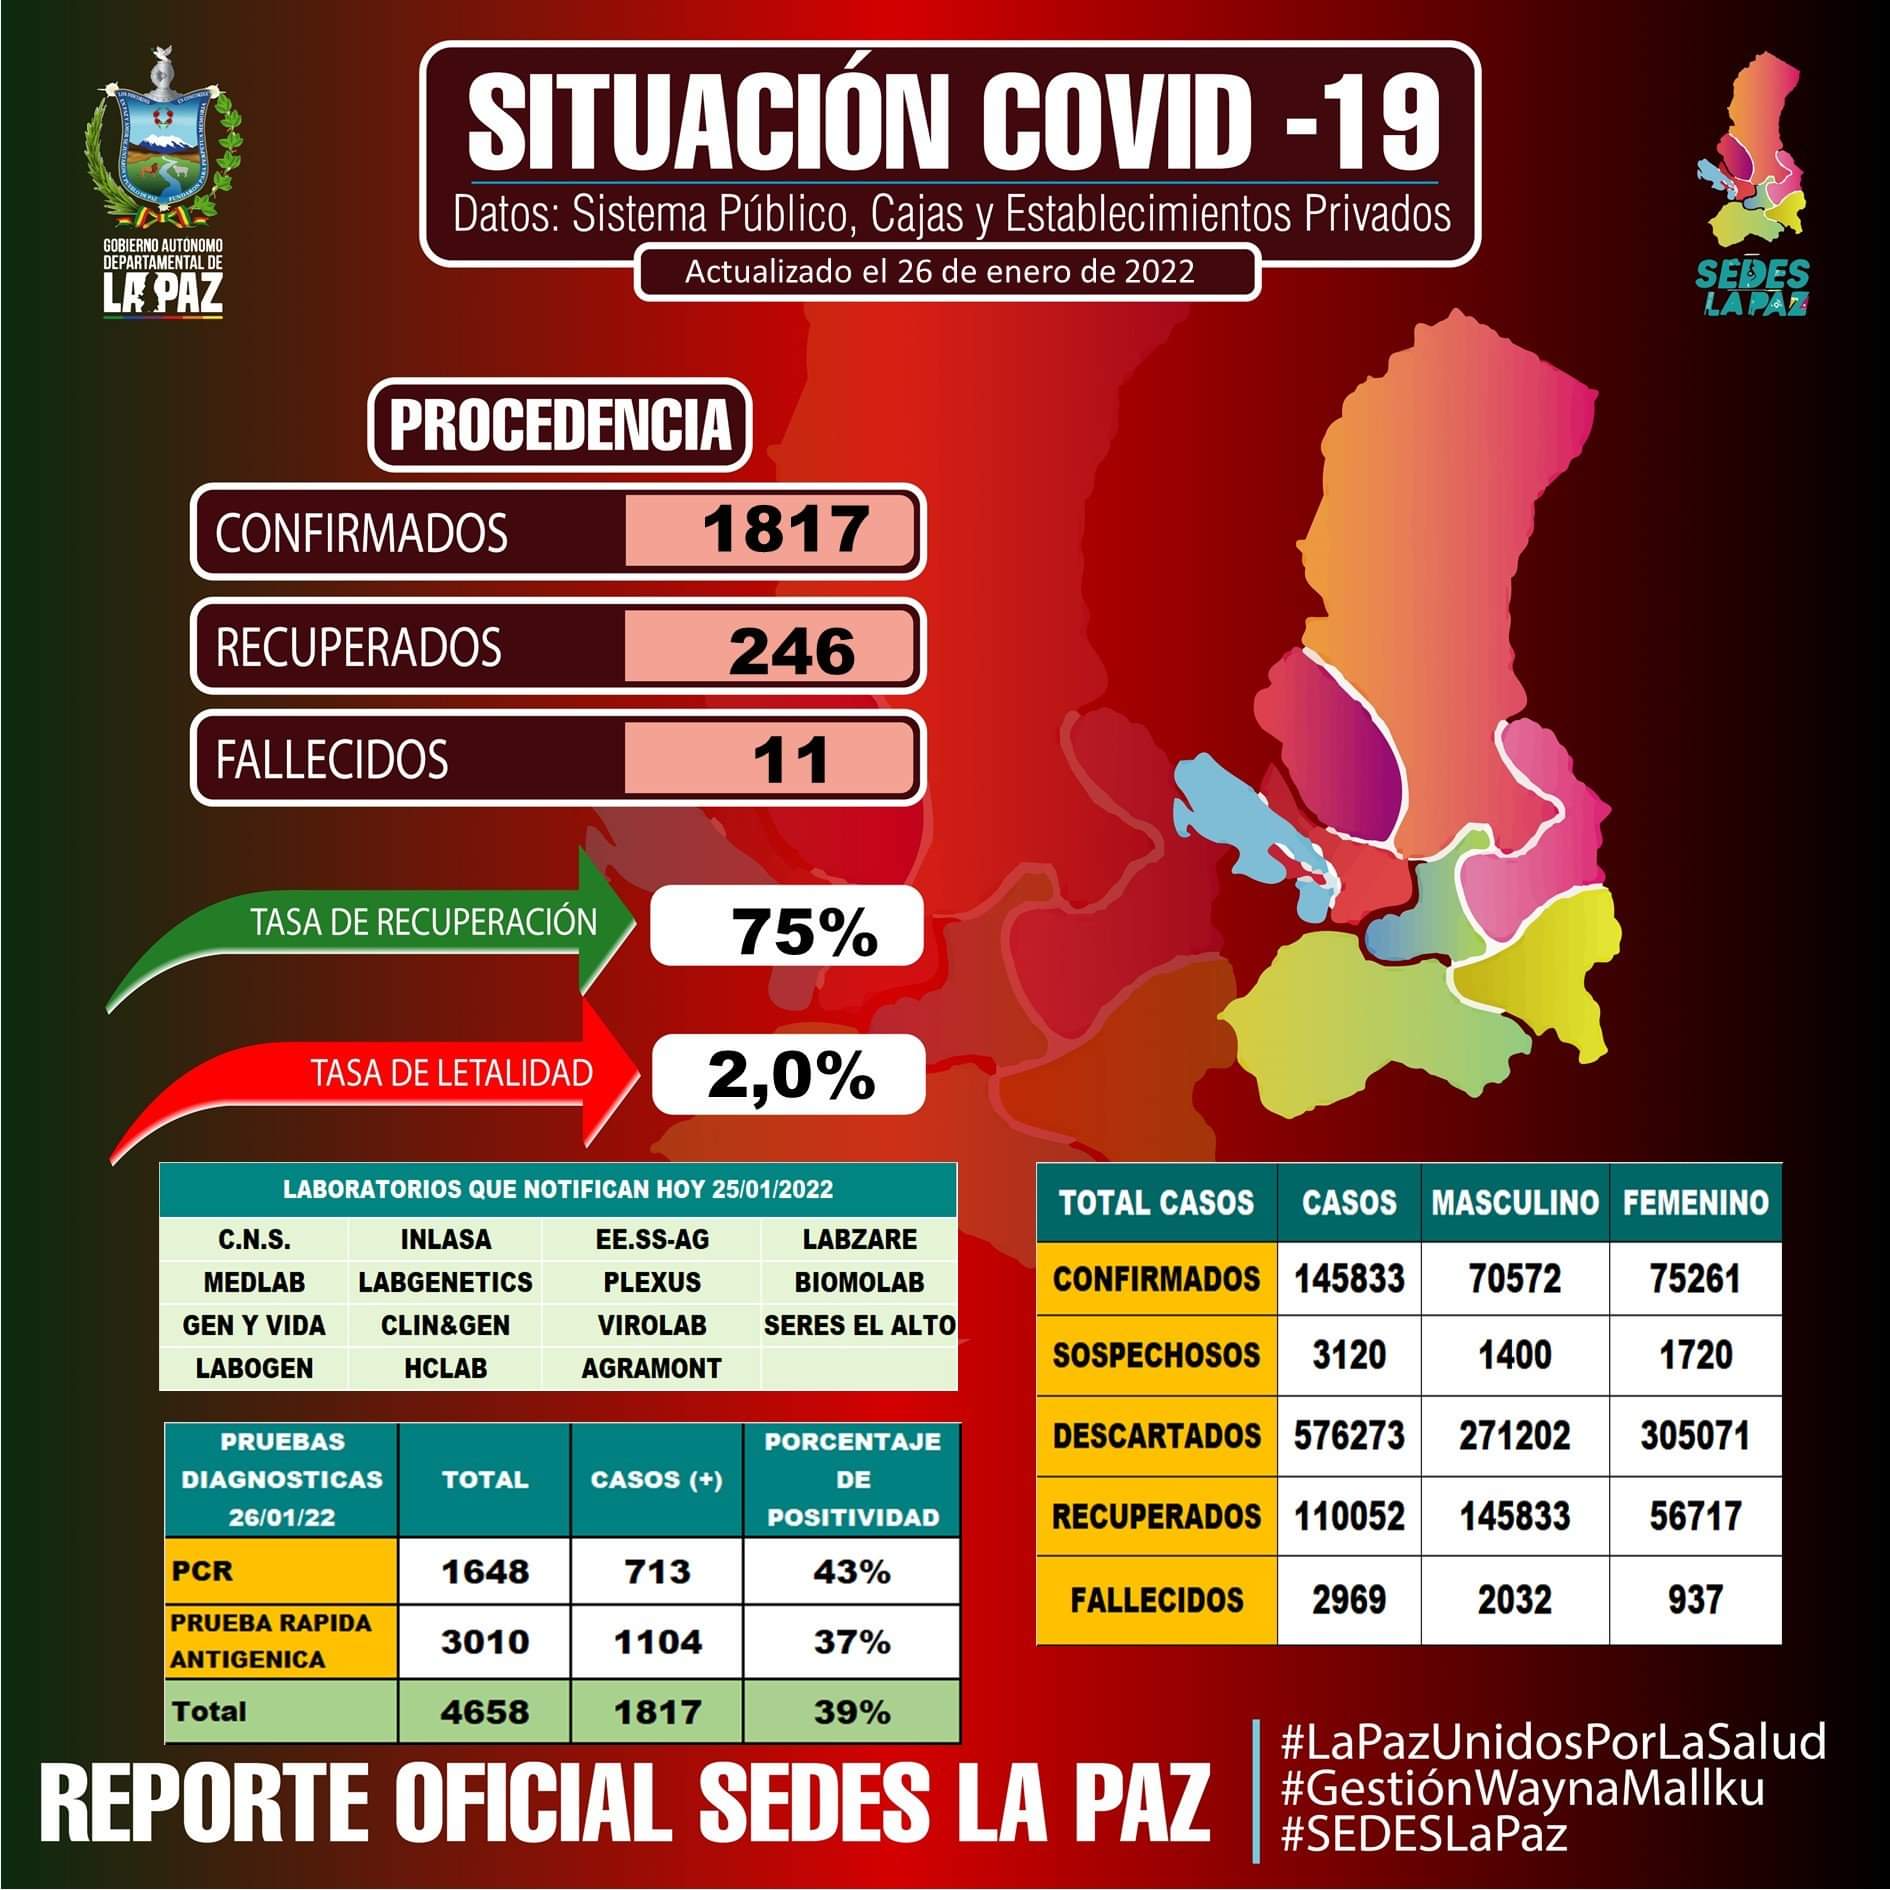 SITUACIÓN COVID -19
Datos: Sistema Público, Cajas y Establecimientos Privados
Actualizado el 26 de enero de 2022
GOBIERNO AUTÓNOMO
DEPARTAMENTAL DE
LA PAZ
SEDES
LA PAZ
PROCEDENCIA
CONFIRMADOS 1817
RECUPERADOS 246
FALLECIDOS 11
TASA DE RECUPERACIÓN 75%
TASA DE LETALIDAD 2,0%
LABORATORIOS QUE NOTIFICAN HOY 25/01/2022
C.N.S. INLASA EE.SS-AG LABZARE
MEDLAB LABGENETICS PLEXUS BIOMOLAB
GEN Y VIDA CLIN&GEN VIROLAB SERES EL ALTO
LABOGEN HCLAB AGRAMONT
PRUEBAS
DIAGNOSTICAS
26/01/22
TOTAL
CASOS (+)
PORCENTAJE
DE
POSITIVIDAD
PCR 1648 713 43%
PRUEBA RAPIDA
ANTIGENICA
3010 1104 37%
Total 4658 1817 39%
TOTAL CASOS CASOS MASCULINO FEMENINO
CONFIRMADOS 145833 70572 75261
SOSPECHOSOS 3120 1400 1720
DESCARTADOS 576273 271202 305071
RECUPERADOS 110052 145833 56717
FALLECIDOS 2969 2032 937
REPORTE OFICIAL SEDES LA PAZ
#LaPazUnidosPorLaSalud
#GestiónWaynaMallku
#SEDESLaPaz